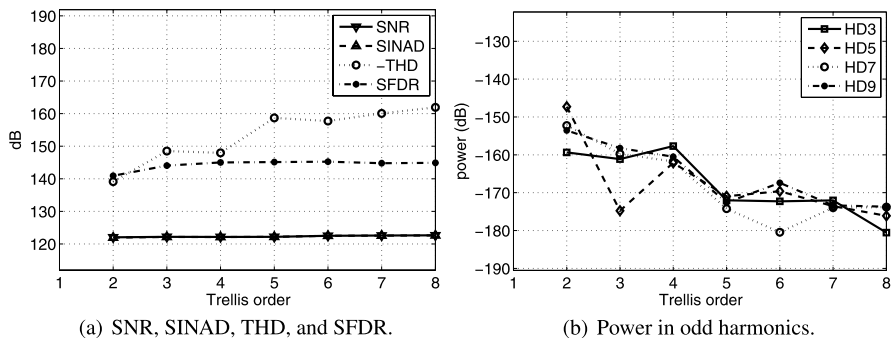 190
180
170
160
150
140
130
120
dB
1 2 3 4 5 6 7 8
Trellis order
SNR
SINAD
−THD
SFDR
(a) SNR, SINAD, THD, and SFDR.
−130
−140
−150
−160
−170
−180
−190
power (dB)
1 2 3 4 5 6 7 8
Trellis order
HD3
HD5
HD7
HD9
(b) Power in odd harmonics.